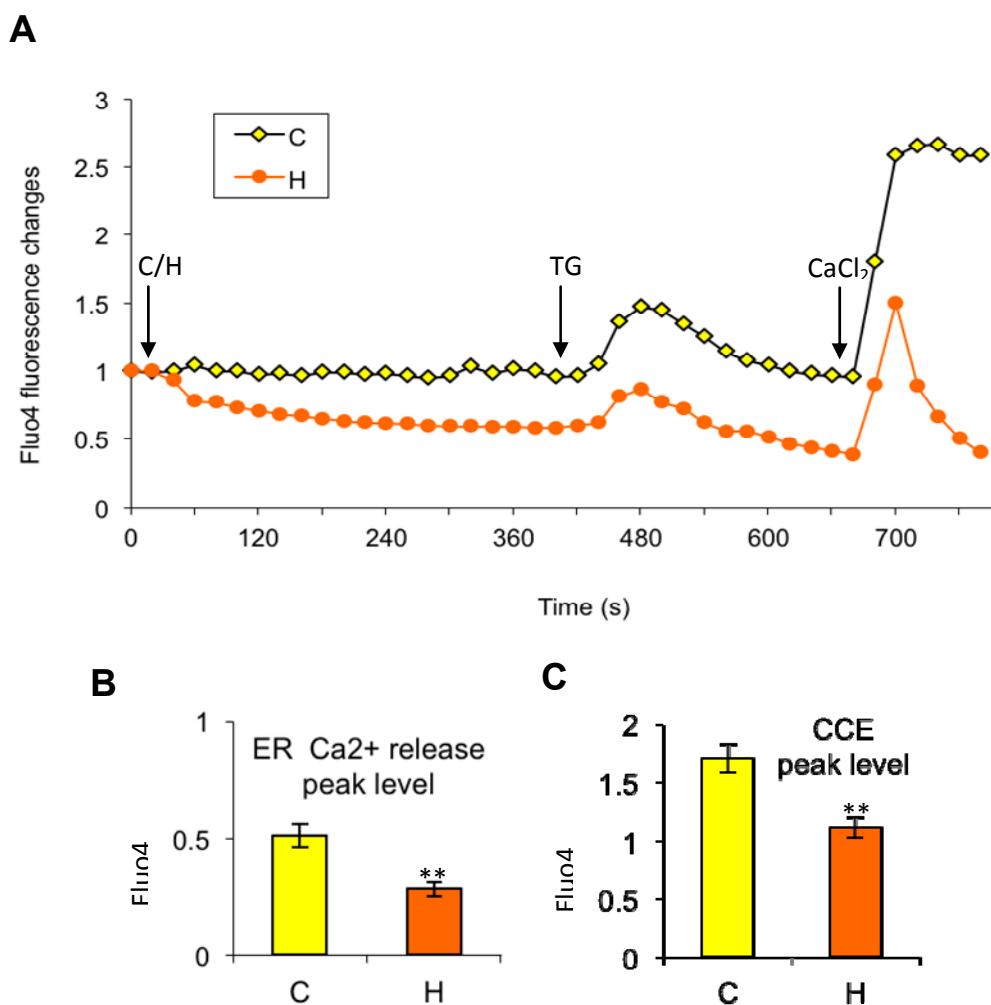 A
3
2.5
2
1.5
1
0.5
0
Fluo4 fluorescence changes
C
H
C/H
TG
CaCl₂
0 120 240 360 480 600 700
Time (s)
B
1
0.5
0
Fluo4
ER Ca2+ release
peak level
**
C H
C
2
1.5
1
0.5
0
Fluo4
CCE
peak level
**
C H